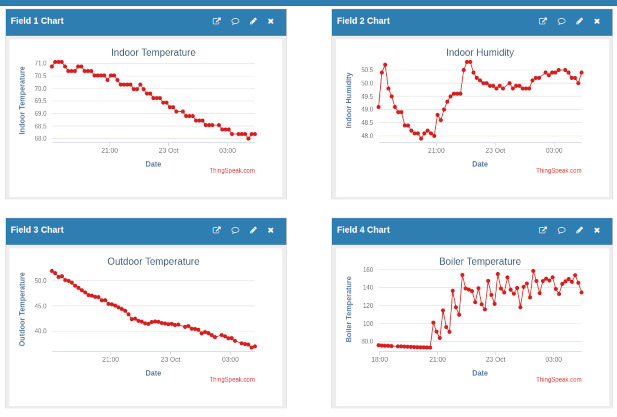 Field 1 Chart
Indoor Temperature
71.0
70.5
70.0
69.5
69.0
68.5
68.0
Indoor Temperature
21:00 23 Oct 03:00
Date
ThingSpeak.com
Field 2 Chart
Indoor Humidity
50.5
50.0
49.5
49.0
48.5
48.0
Indoor Humidity
21:00 23 Oct 03:00
Date
ThingSpeak.com
Field 3 Chart
Outdoor Temperature
50.0
45.0
40.0
Outdoor Temperature
21:00 23 Oct 03:00
Date
ThingSpeak.com
Field 4 Chart
Boiler Temperature
160
140
120
100
80.0
Boiler Temperature
18:00 21:00 23 Oct 03:00
Date
ThingSpeak.com